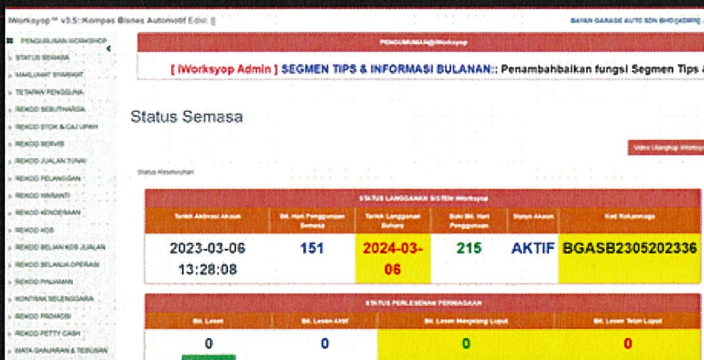 iWorksyop™ v3.5::Kompas Bisnes Automotif Edisi []
BAYAN GARAGE AUTO SDN BHD [ADMIN]
PENGURUSAN WORKSHOP
PENGUMUMAN@iWorksyop
STATUS SEMASA
[ iWorksyop Admin ] SEGMEN TIPS & INFORMASI BULANAN:: Penambahbaikan fungsi Segmen Tips &
MAKLUMAT SYARIKAT
TETAPAN PENGGUNA
REKOD SEBUTHARGA
Status Semasa
REKOD STOK & CAJ UPAH
REKOD SERVIS
Video Ulangkaji iWorksyo
REKOD JUALAN TUNAI
REKOD PELANGGAN
Status Keseluruhan
REKOD WARANTI
STATUS LANGGANAN SISTEM iWorksyop
REKOD KENDERAAN
Tarikh Aktivasi Akaun
Bil. Hari Penggunaan Semasa
Tarikh Langganan Baharu
Baki Bil. Hari Penggunaan
Status Akaun
Kod Rakanniaga
REKOD KOS
REKOD BELIAN KOS JUALAN
2023-03-06 13:28:08
151
2024-03-06
215
AKTIF
BGASB2305202336
REKOD BELANJA OPERASI
REKOD PINJAMAN
KONTRAK SELENGGARA
STATUS PERLESENAN PERNIAGAAN
REKOD PROMOSI
Bil. Lesen
Bil. Lesen Aktif
Bil. Lesen Menjelang Luput
Bil. Lesen Telah Luput
REKOD PETTY CASH
0
0
0
0
MATA GANJARAN & TEBUSAN